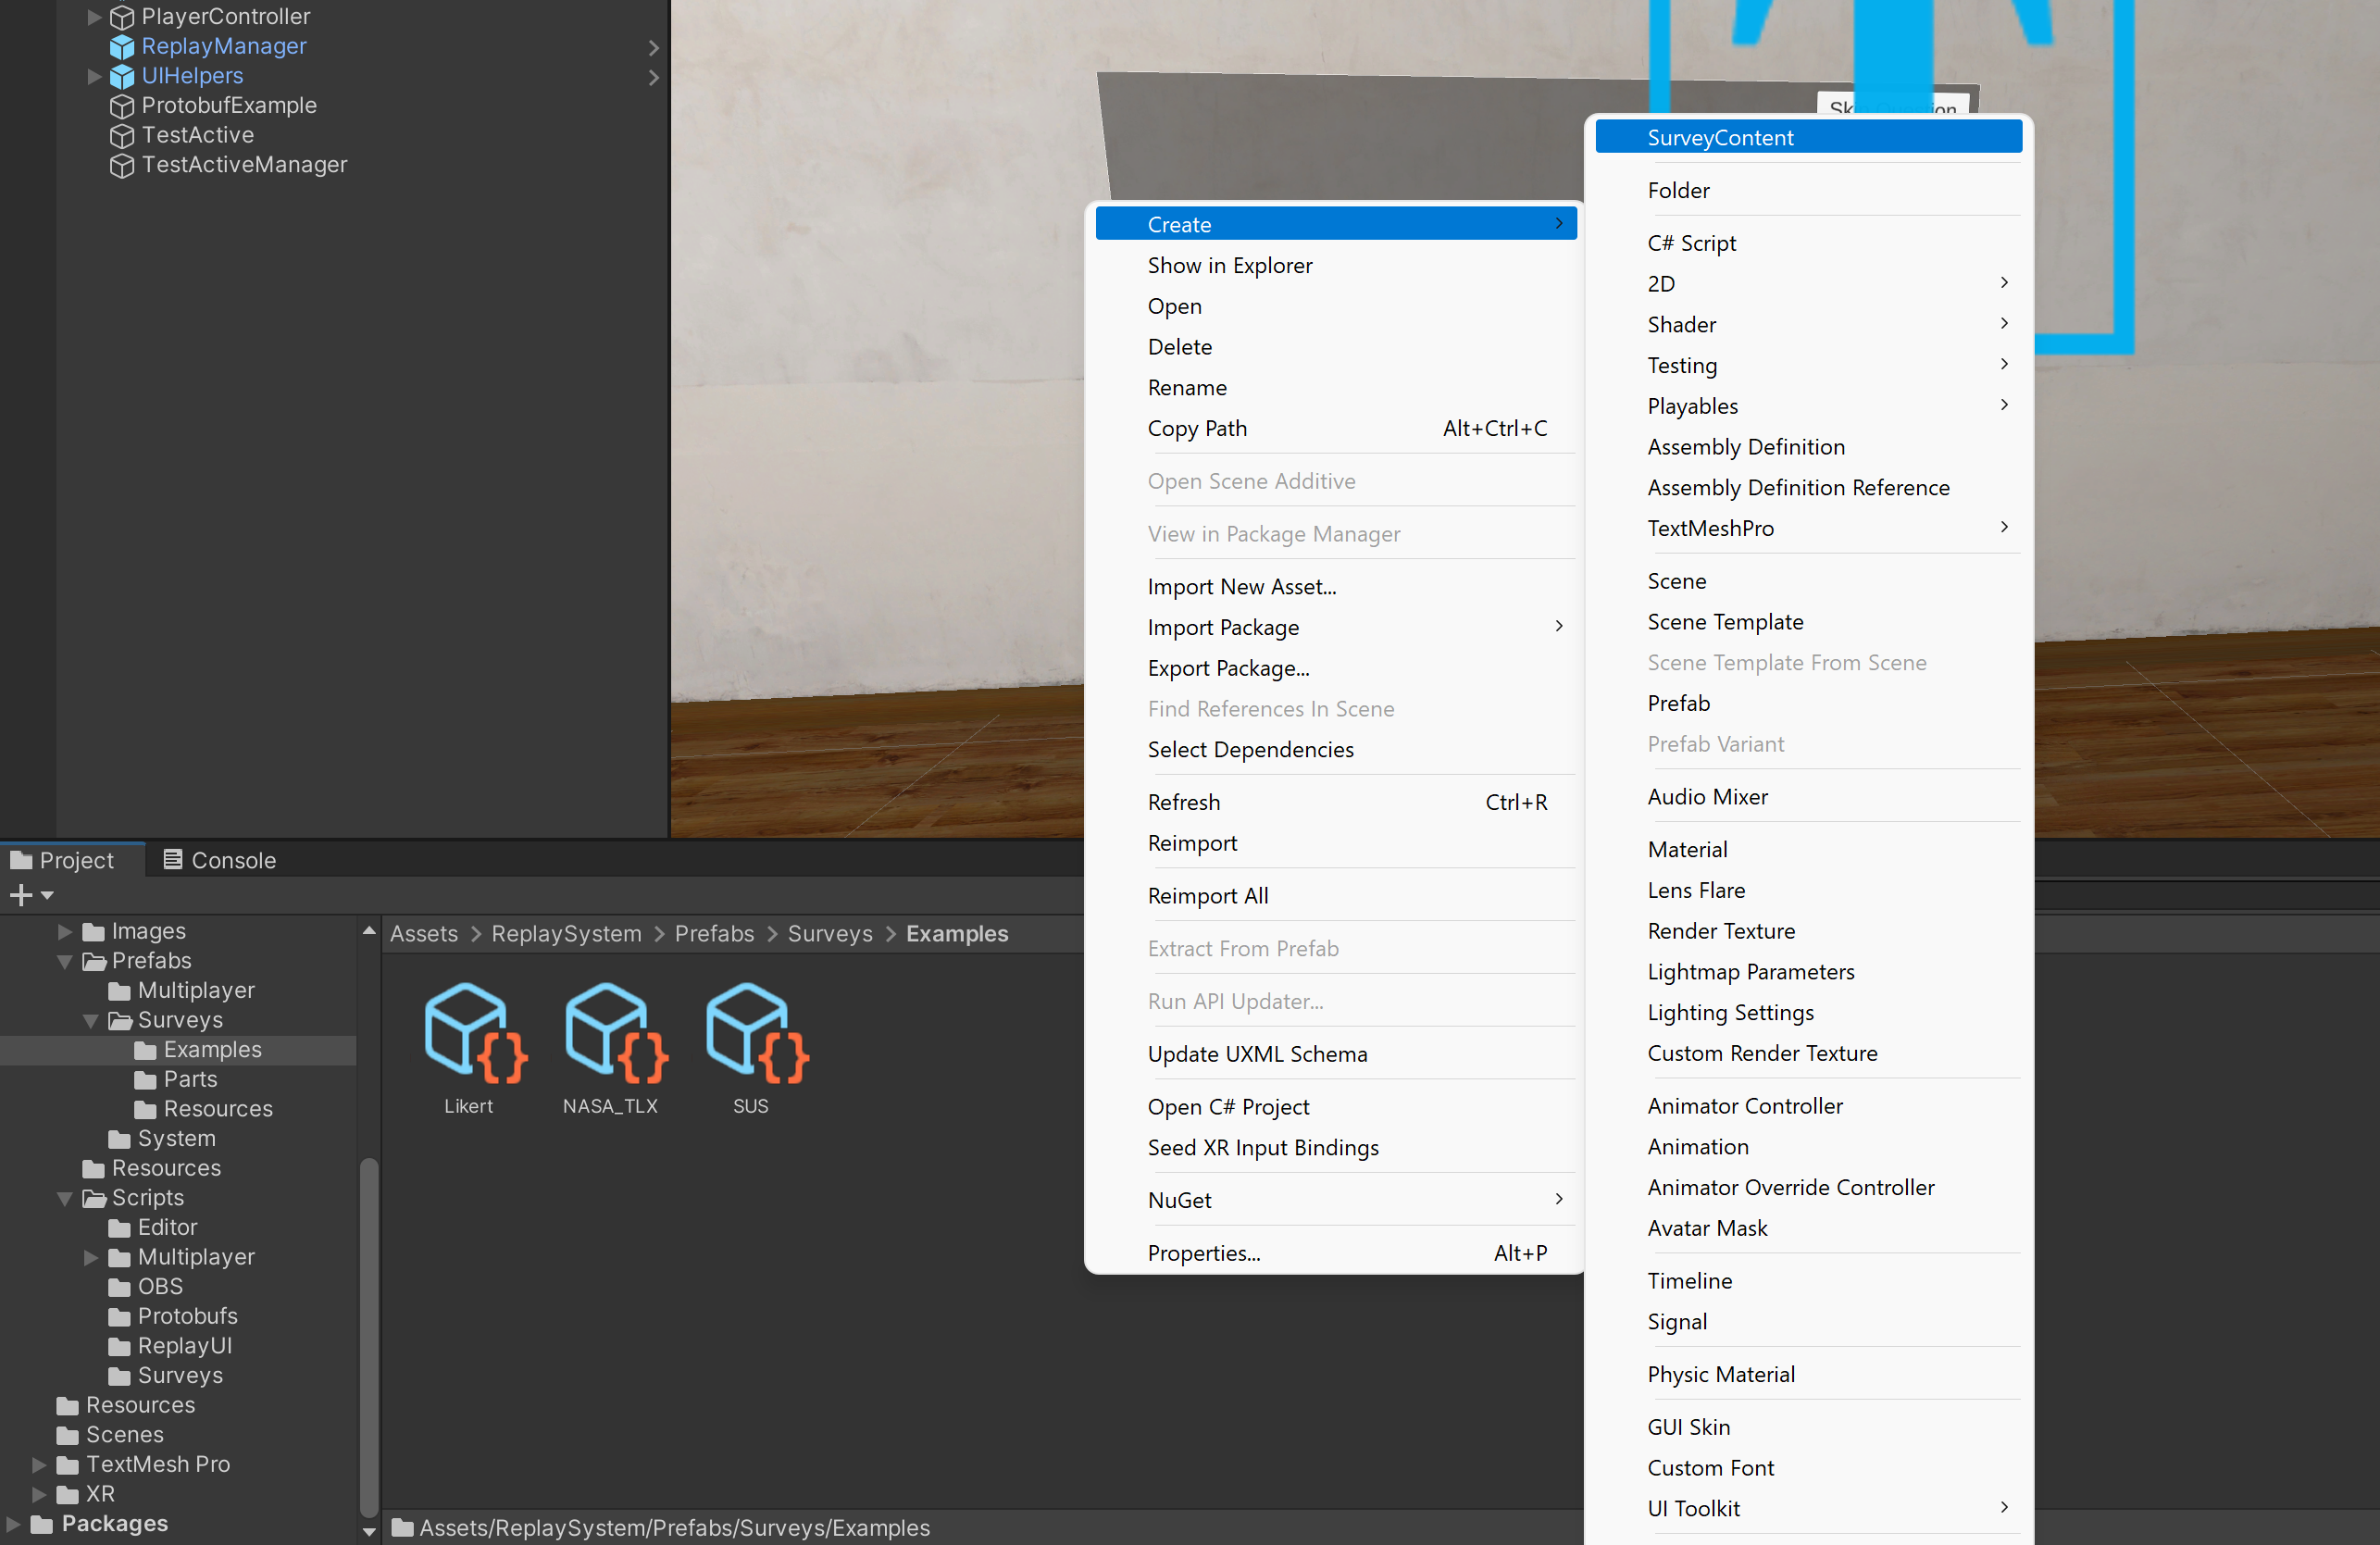 PlayerController
ReplayManager
UIHelpers
ProtobufExample
TestActive
TestActiveManager
SurveyContent
Folder
C# Script
2D
Shader
Testing
Playables
Assembly Definition
Assembly Definition Reference
TextMeshPro
Scene
Scene Template
Scene Template From Scene
Prefab
Prefab Variant
Audio Mixer
Material
Lens Flare
Render Texture
Lightmap Parameters
Lighting Settings
Custom Render Texture
Animator Controller
Animation
Animator Override Controller
Avatar Mask
Timeline
Signal
Physic Material
GUI Skin
Custom Font
UI Toolkit
Create
Show in Explorer
Open
Delete
Rename
Copy Path Alt+Ctrl+C
Open Scene Additive
View in Package Manager
Import New Asset...
Import Package
Export Package...
Find References In Scene
Select Dependencies
Refresh Ctrl+R
Reimport
Reimport All
Extract From Prefab
Run API Updater...
Update UXML Schema
Open C# Project
Seed XR Input Bindings
NuGet
Properties... Alt+P
Project Console
Images
Prefabs
Multiplayer
Surveys
Examples
Parts
Resources
System
Resources
Scripts
Editor
Multiplayer
OBS
Protobufs
ReplayUI
Surveys
Resources
Scenes
TextMesh Pro
XR
Packages
Assets > ReplaySystem > Prefabs > Surveys > Examples
Likert NASA_TLX SUS
Assets/ReplaySystem/Prefabs/Surveys/Examples